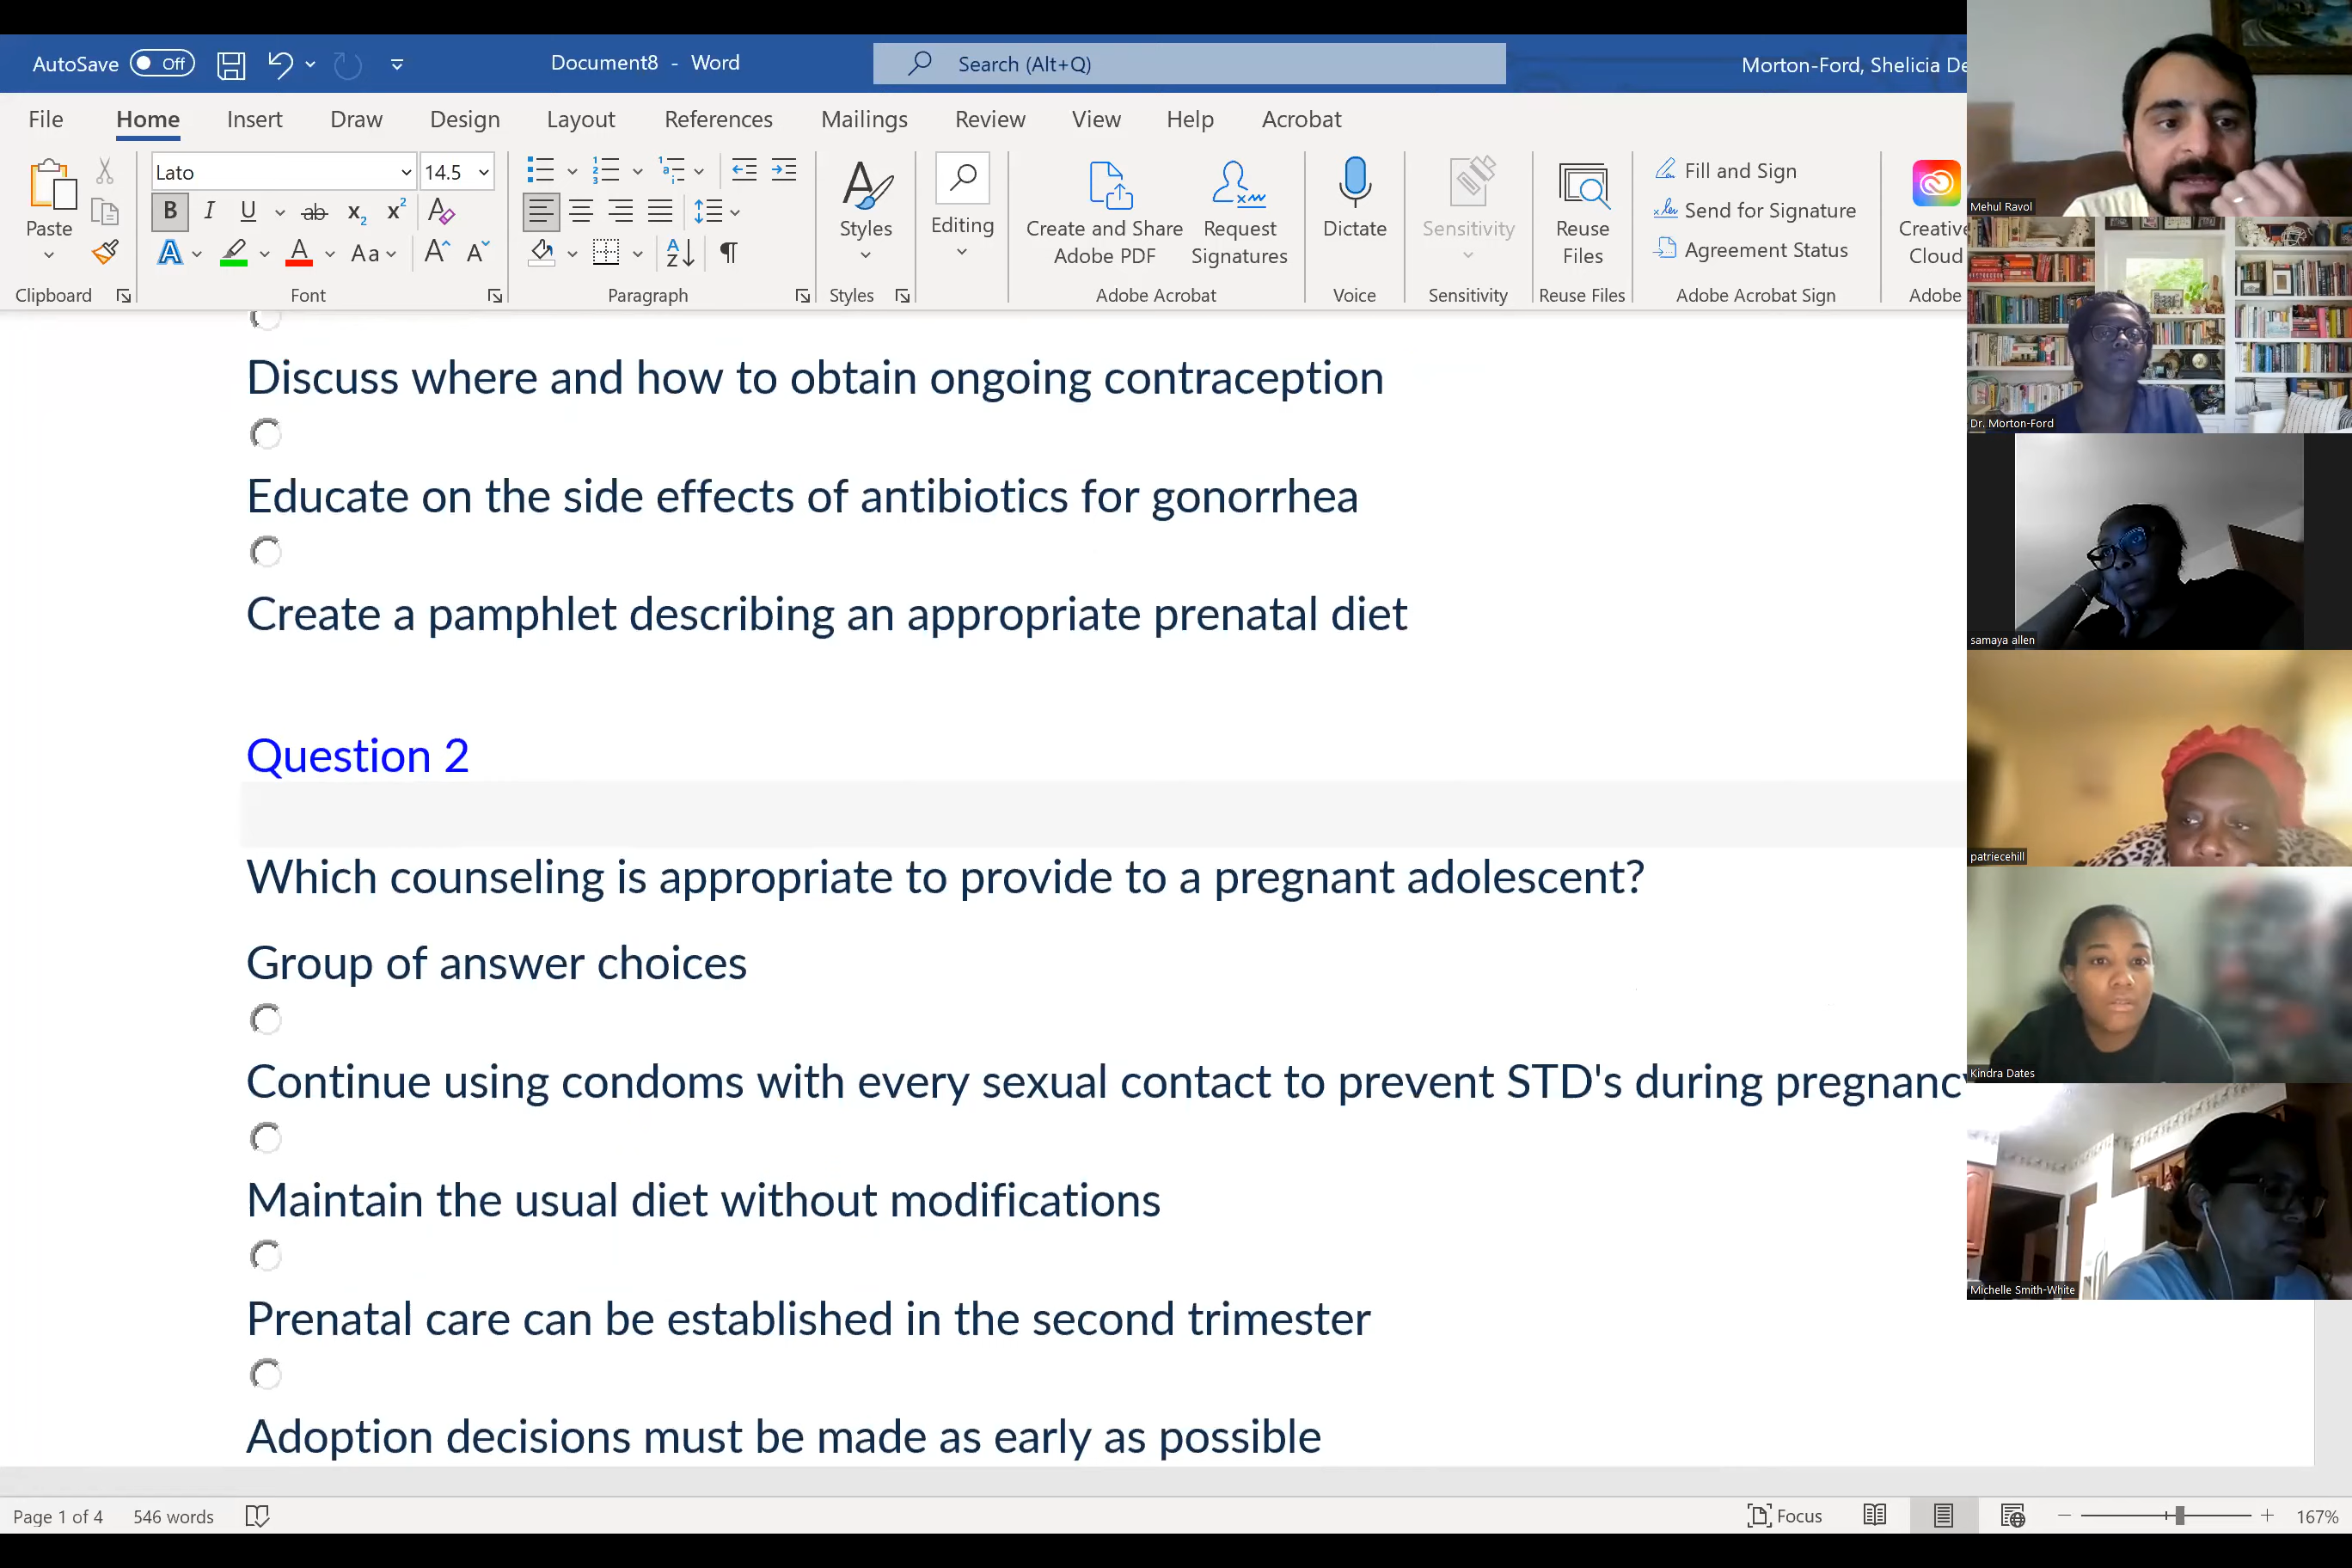 AutoSave Off
Document8 - Word
Search (Alt+Q)
Morton-Ford, Shelicia De
File Home Insert Draw Design Layout References Mailings Review View Help Acrobat
Paste
Clipboard
Lato 14.5
B I U ab x₂ x² A
A A Aa A A
Font
Paragraph
Styles
Styles
Editing
Create and Share Adobe PDF
Request Signatures
Adobe Acrobat
Dictate
Voice
Sensitivity
Sensitivity
Reuse Files
Reuse Files
Fill and Sign
Send for Signature
Agreement Status
Adobe Acrobat Sign
Creative Cloud
Adobe
Discuss where and how to obtain ongoing contraception
Educate on the side effects of antibiotics for gonorrhea
Create a pamphlet describing an appropriate prenatal diet
Question 2
Which counseling is appropriate to provide to a pregnant adolescent?
Group of answer choices
Continue using condoms with every sexual contact to prevent STD's during pregnancy
Maintain the usual diet without modifications
Prenatal care can be established in the second trimester
Adoption decisions must be made as early as possible
Page 1 of 4 546 words
Focus
167%
Mehul Ravol
Dr. Morton-Ford
samaya allen
patriecehill
Kindra Dates
Michelle Smith-White